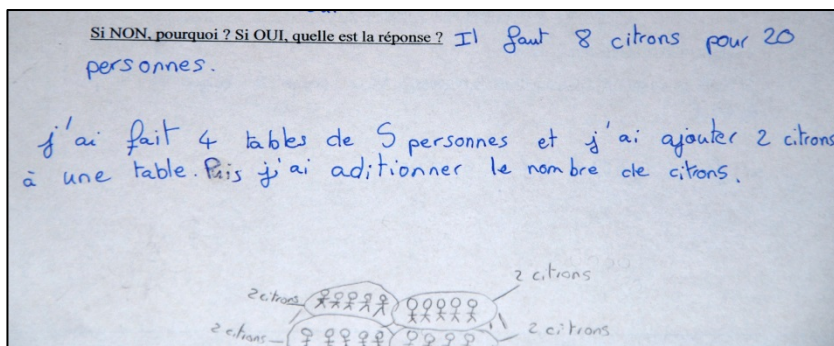 Si NON, pourquoi ? Si OUI, quelle est la réponse ? Il faut 8 citrons pour 20
personnes.
j'ai fait 4 tables de 5 personnes et j'ai ajouter 2 citrons
à une table. Puis j'ai aditionner le nombre de citrons.
2 citrons
2 citrons
2 citrons
2 citrons